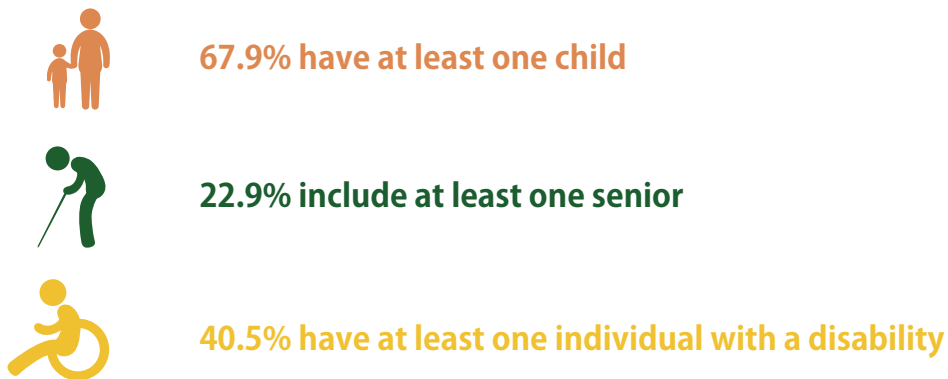 67.9% have at least one child
22.9% include at least one senior
40.5% have at least one individual with a disability